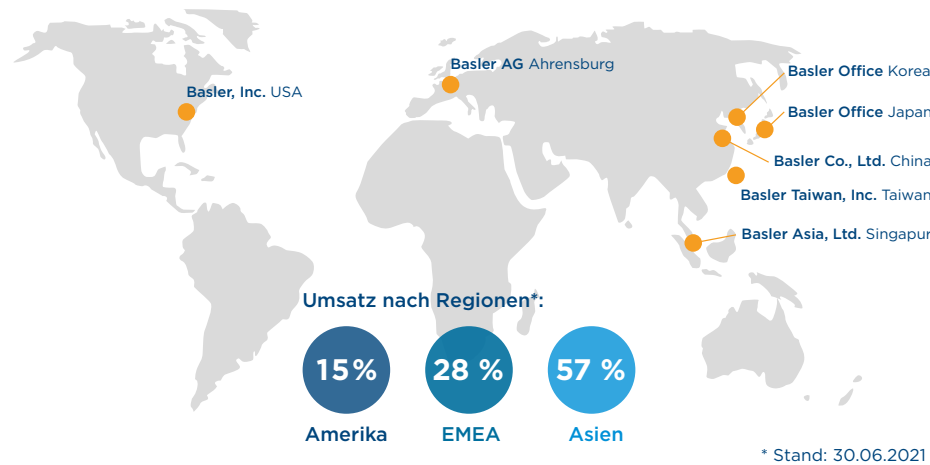 Basler AG Ahrensburg
Basler, Inc. USA
Basler Office Korea
Basler Office Japan
Basler Co., Ltd. China
Basler Taiwan, Inc. Taiwan
Basler Asia, Ltd. Singapur
Umsatz nach Regionen*:
15% 28 % 57 %
Amerika EMEA Asien
* Stand: 30.06.2021